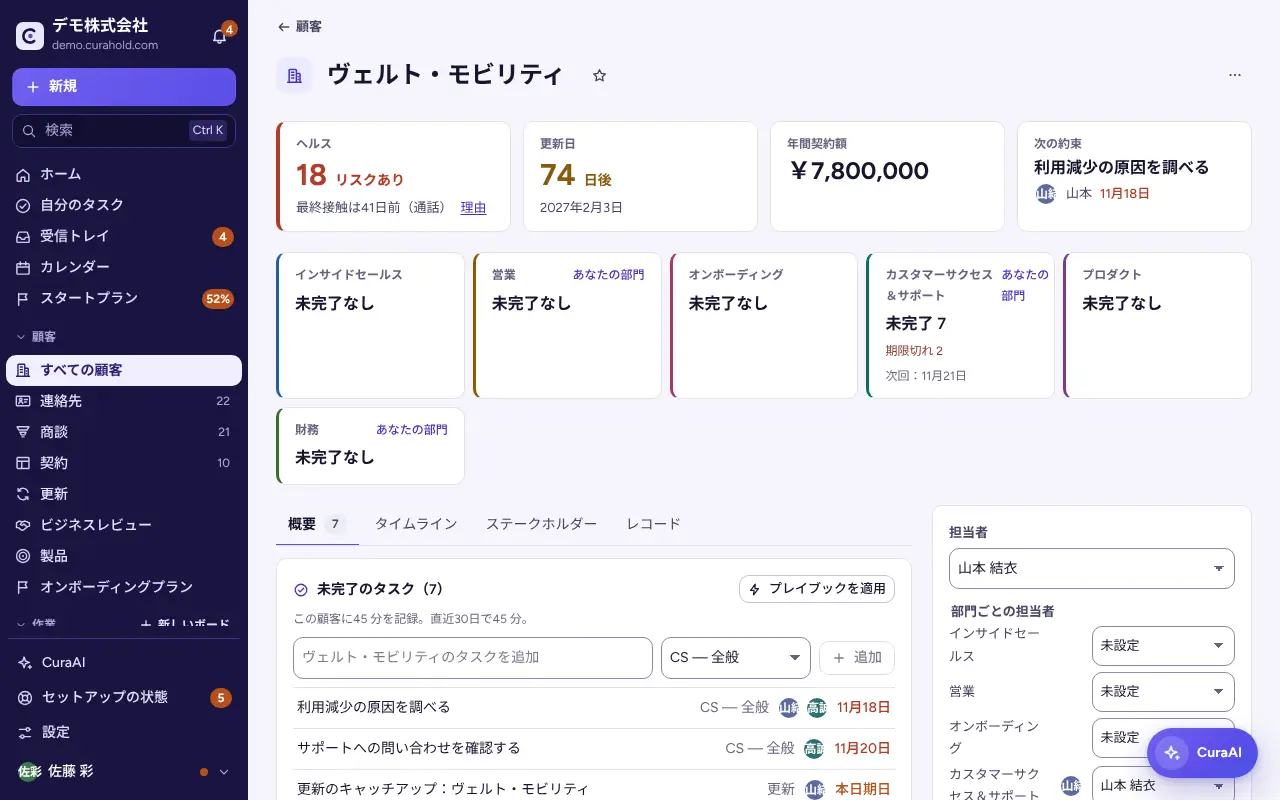 デモ株式会社
demo.curahold.com
4
新規
検索
Ctrl K
ホーム
自分のタスク
受信トレイ
4
カレンダー
スタートプラン
52%
顧客
すべての顧客
連絡先
22
商談
21
契約
10
更新
ビジネスレビュー
製品
オンボーディングプラン
作業
+ 新しいボード
CuraAI
セットアップの状態
5
設定
佐彩 佐藤 彩
← 顧客
ヴェルト・モビリティ
ヘルス
18 リスクあり
最終接触は41日前（通話） 理由
更新日
74 日後
2027年2月3日
年間契約額
￥7,800,000
次の約束
利用減少の原因を調べる
山本 11月18日
インサイドセールス
未完了なし
営業 あなたの部門
未完了なし
オンボーディング
未完了なし
カスタマーサクセス あなたの
＆サポート 部門
未完了 7
期限切れ 2
次回：11月21日
プロダクト
未完了なし
財務 あなたの部門
未完了なし
概要 7 タイムライン ステークホルダー レコード
未完了のタスク（7）
プレイブックを適用
この顧客に45 分を記録。直近30日で45 分。
ヴェルト・モビリティのタスクを追加
CS — 全般
+ 追加
利用減少の原因を調べる CS — 全般 11月18日
サポートへの問い合わせを確認する CS — 全般 11月20日
更新のキャッチアップ：ヴェルト・モビリティ 更新 本日期日
担当者
山本 結衣
部門ごとの担当者
インサイドセー
ルス
未設定
営業
未設定
オンボーディン
グ
未設定
カスタマーサク
セス＆サポート
山本 結衣
CuraAI